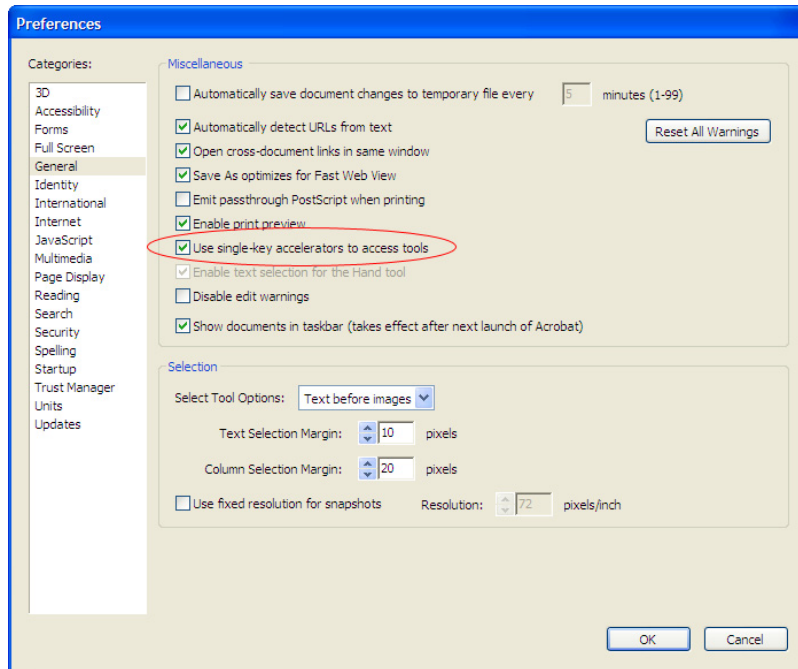 Preferences
Categories:
3D
Accessibility
Forms
Full Screen
General
Identity
International
Internet
JavaScript
Multimedia
Page Display
Reading
Search
Security
Spelling
Startup
Trust Manager
Units
Updates
Miscellaneous
Automatically save document changes to temporary file every 5 minutes (1-99)
Automatically detect URLs from text
Reset All Warnings
Open cross-document links in same window
Save As optimizes for Fast Web View
Emit passthrough PostScript when printing
Enable print preview
Use single-key accelerators to access tools
Enable text selection for the Hand tool
Disable edit warnings
Show documents in taskbar (takes effect after next launch of Acrobat)
Selection
Select Tool Options: Text before images
Text Selection Margin: 10 pixels
Column Selection Margin: 20 pixels
Use fixed resolution for snapshots Resolution: 72 pixels/inch
OK Cancel